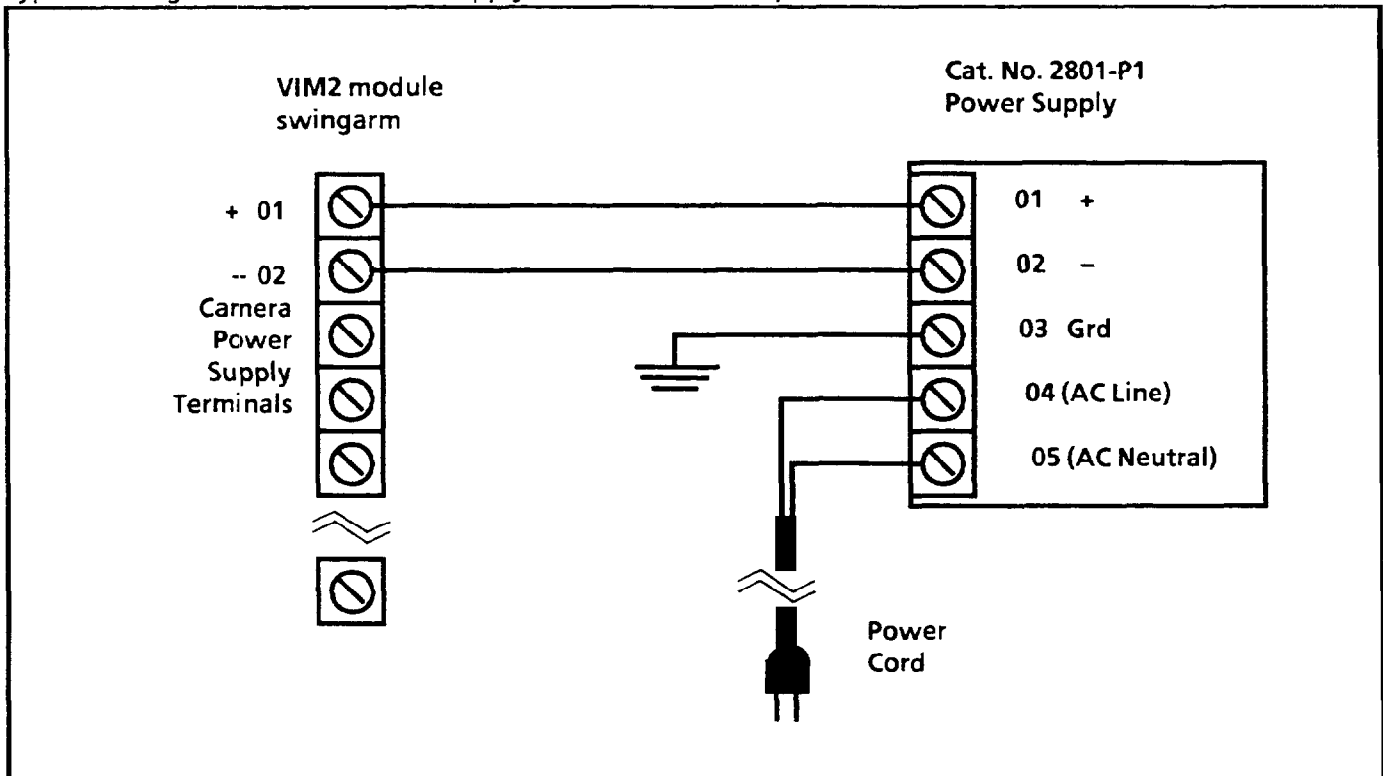 VIM2 module
swingarm
+ 01
-- 02
Camera
Power
Supply
Terminals
Cat. No. 2801-P1
Power Supply
01 +
02 –
03 Grd
04 (AC Line)
05 (AC Neutral)
Power
Cord